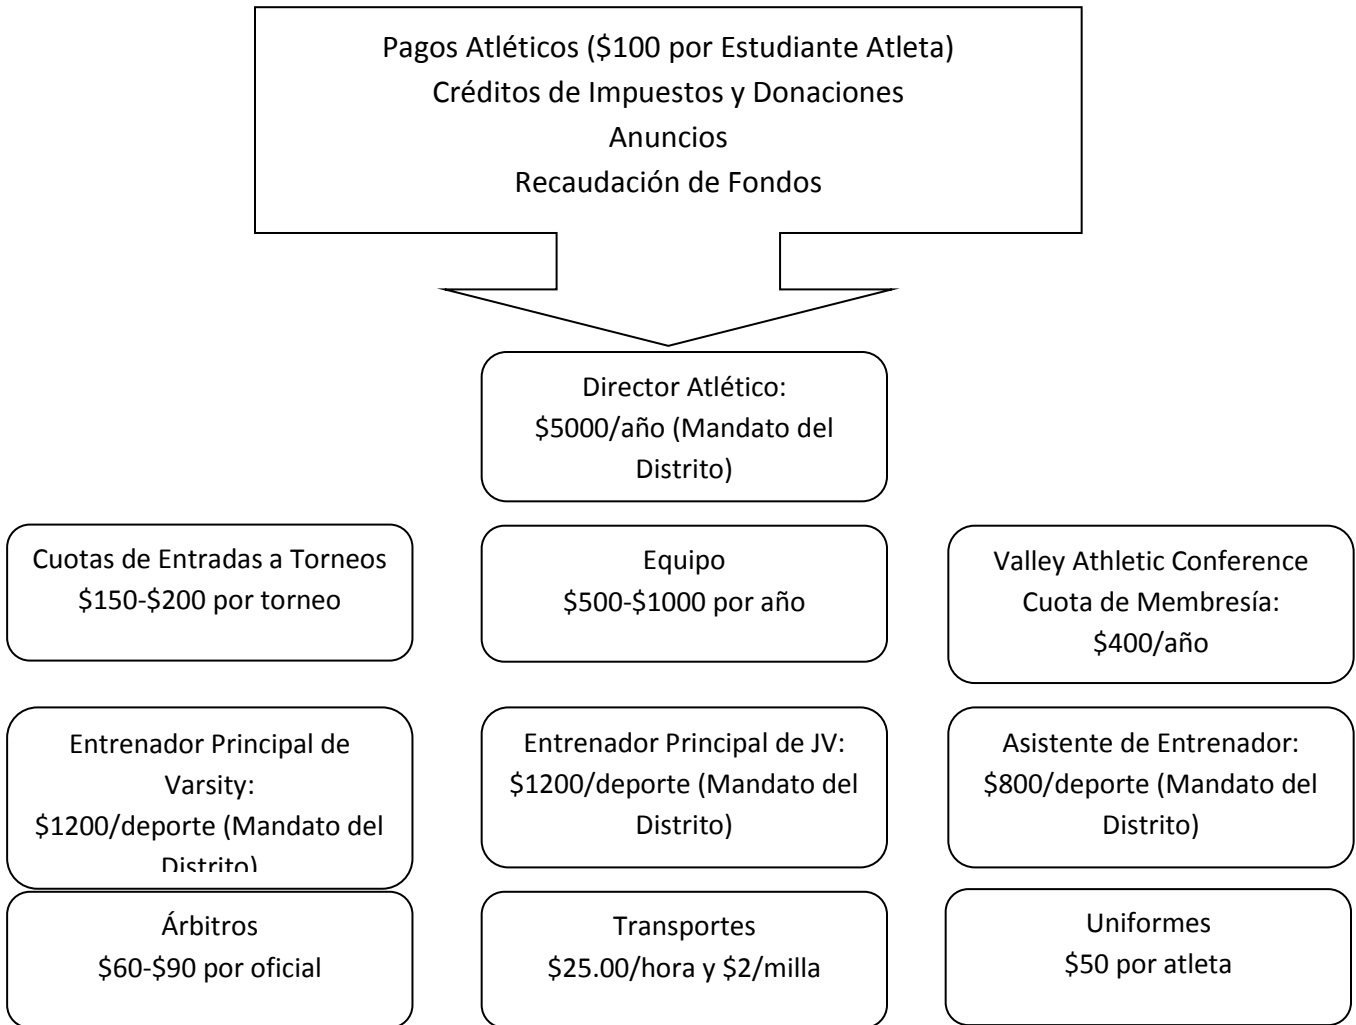 Pagos Atléticos ($100 por Estudiante Atleta)
Créditos de Impuestos y Donaciones
Anuncios
Recaudación de Fondos
Director Atlético:
$5000/año (Mandato del
Distrito)
Cuotas de Entradas a Torneos
$150-$200 por torneo
Equipo
$500-$1000 por año
Valley Athletic Conference
Cuota de Membresía:
$400/año
Entrenador Principal de
Varsity:
$1200/deporte (Mandato del
Distrito)
Entrenador Principal de JV:
$1200/deporte (Mandato del
Distrito)
Asistente de Entrenador:
$800/deporte (Mandato del
Distrito)
Árbitros
$60-$90 por oficial
Transportes
$25.00/hora y $2/milla
Uniformes
$50 por atleta